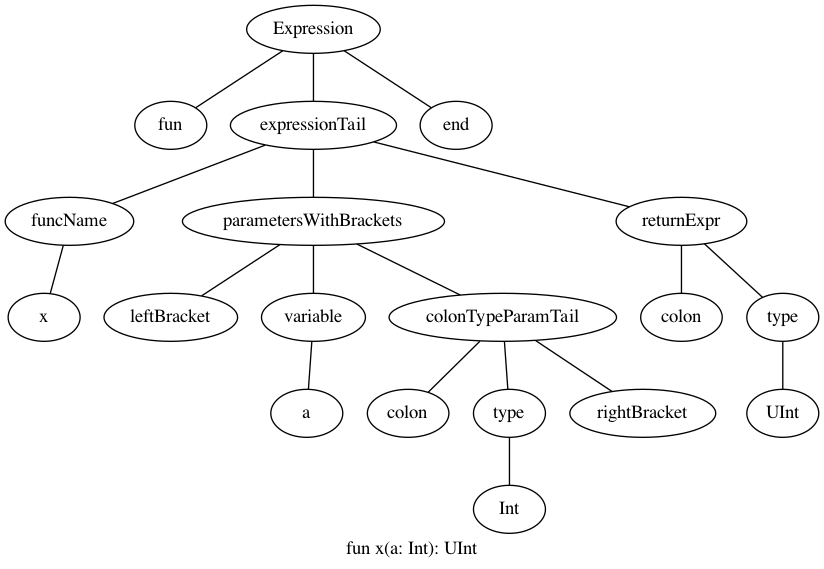 Expression
fun expressionTail end
funcName parametersWithBrackets returnExpr
x leftBracket variable colonTypeParamTail colon type
a colon type rightBracket UInt
Int
fun x(a: Int): UInt